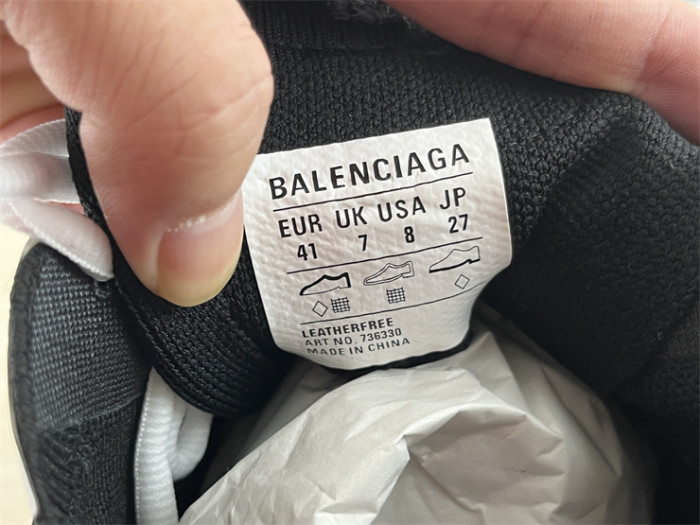 BALENCIAGA
EUR UK USA JP
41 7 8 27
LEATHERFREE
ART NO. 736330
MADE IN CHINA